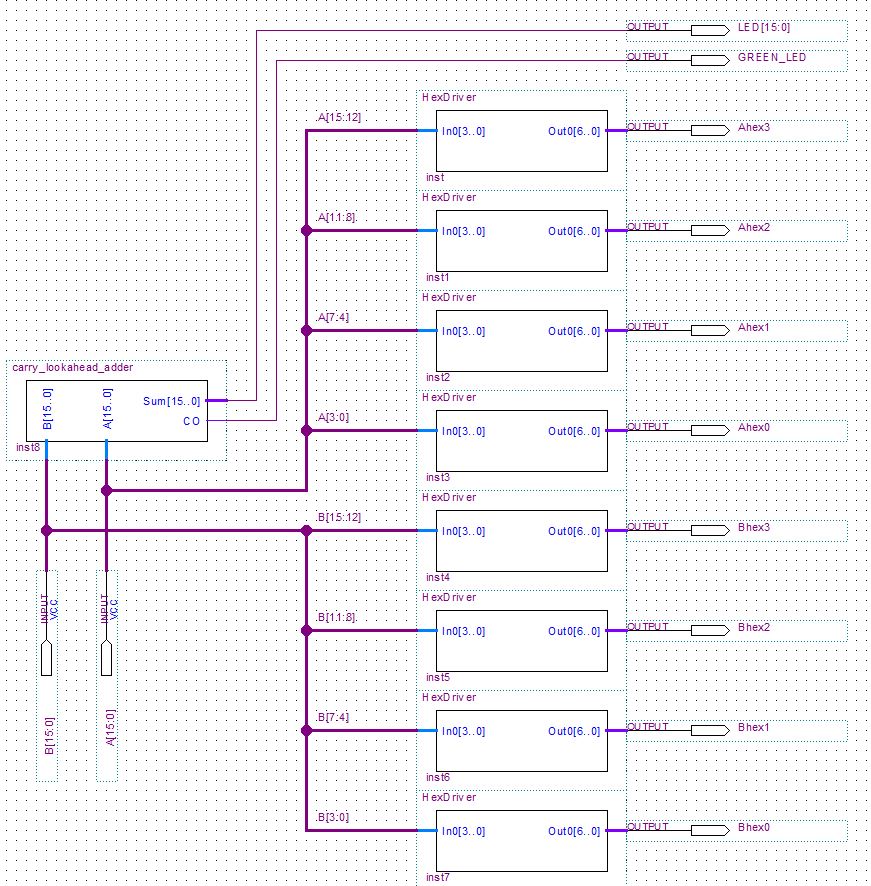 OUTPUT LED[15:0]
OUTPUT GREEN_LED
HexDriver
A[15:12] In0[3..0] Out0[6..0] OUTPUT Ahex3
inst
HexDriver
A[11:8] In0[3..0] Out0[6..0] OUTPUT Ahex2
inst1
HexDriver
A[7:4] In0[3..0] Out0[6..0] OUTPUT Ahex1
inst2
carry_lookahead_adder
B[15..0] A[15..0] Sum[15..0]
CO
inst8
HexDriver
A[3:0] In0[3..0] Out0[6..0] OUTPUT Ahex0
inst3
HexDriver
B[15:12] In0[3..0] Out0[6..0] OUTPUT Bhex3
inst4
HexDriver
B[11:8] In0[3..0] Out0[6..0] OUTPUT Bhex2
inst5
HexDriver
B[7:4] In0[3..0] Out0[6..0] OUTPUT Bhex1
inst6
HexDriver
B[3:0] In0[3..0] Out0[6..0] OUTPUT Bhex0
inst7
INPUT
VCC
B[15:0]
INPUT
VCC
A[15:0]